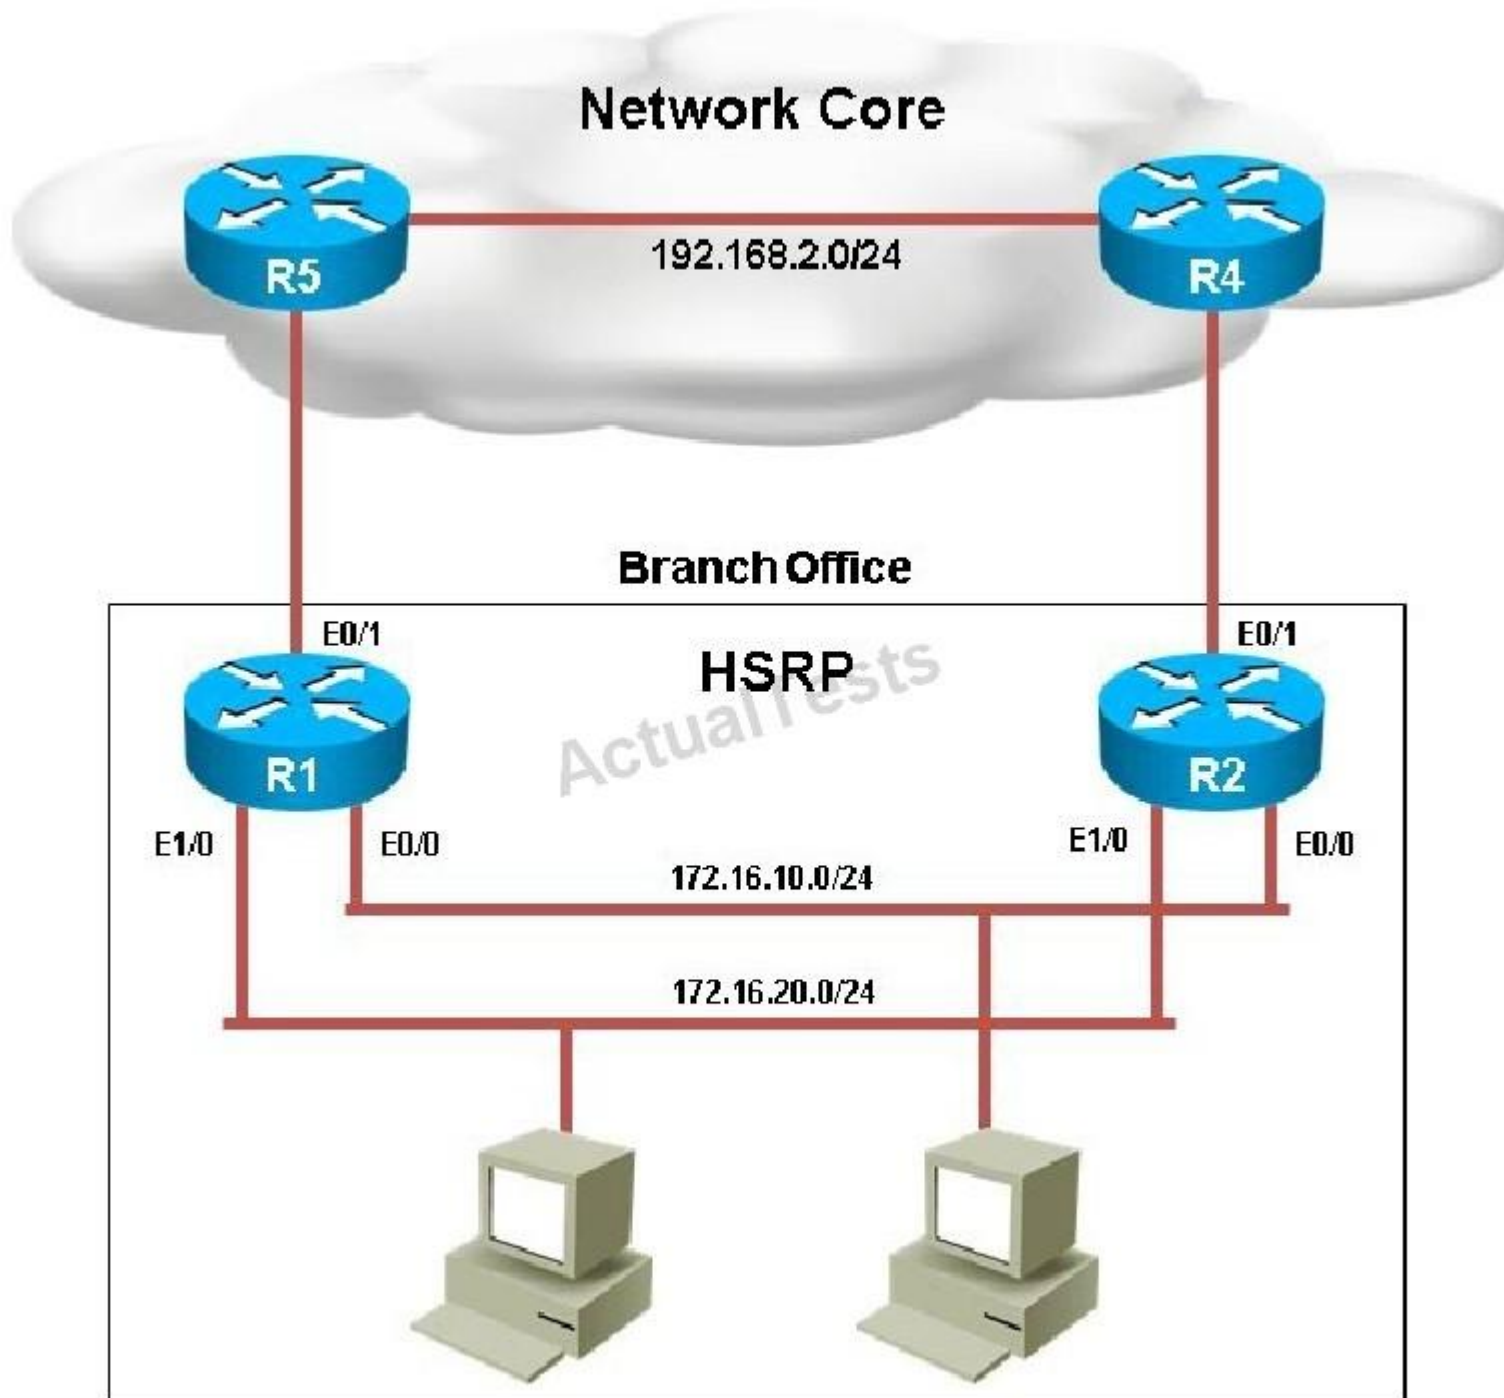 Network Core
R5
R4
192.168.2.0/24
Branch Office
E0/1
E0/1
HSRP
ActualTests
R1
R2
E1/0
E0/0
E1/0
E0/0
172.16.10.0/24
172.16.20.0/24